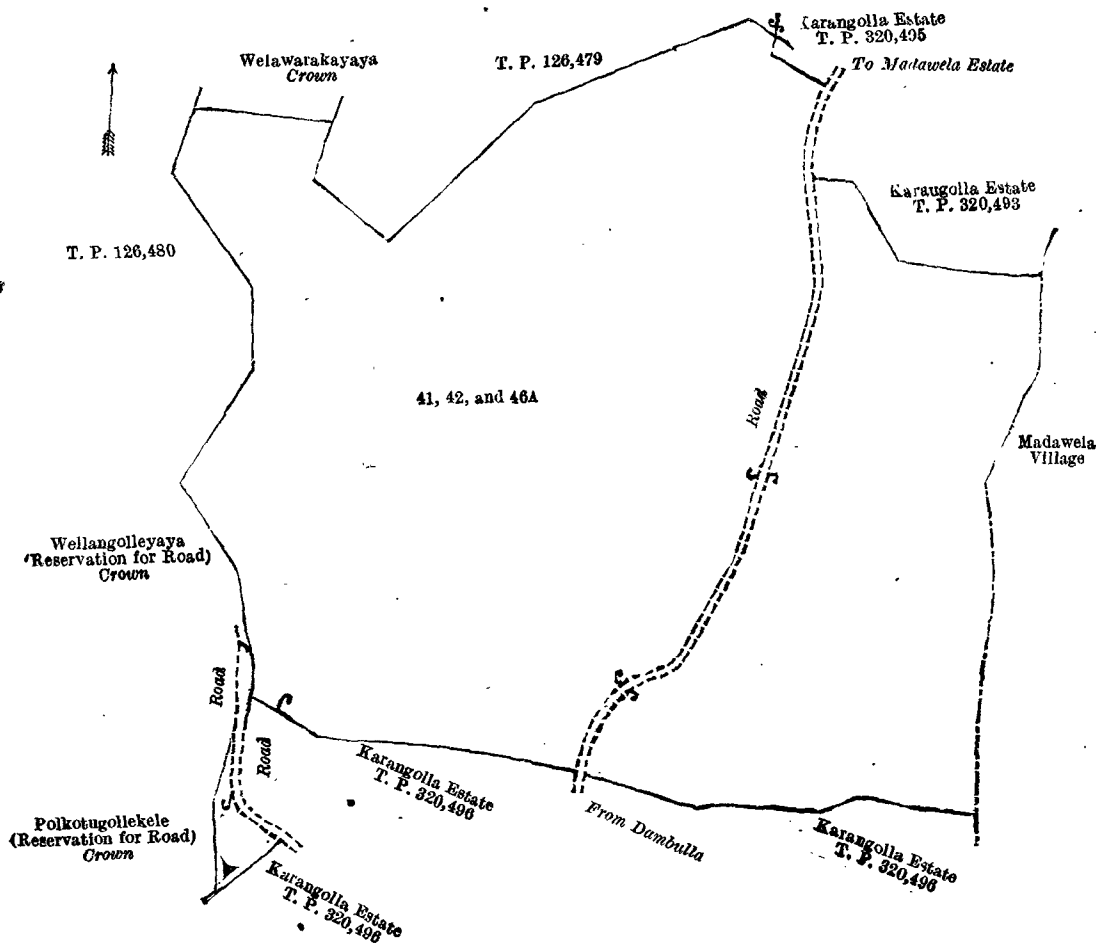 Karangolla Estate
T. P. 320,495
To Madawela Estate
Welawarakayaya
Crown
T. P. 126,479
Karaugolla Estate
T. P. 320,493
T. P. 126,480
41, 42, and 46A
Road
Madawela
Village
Wellangolleyaya
(Reservation for Road)
Crown
Road
Road
Karangolla Estate
T. P. 320,496
From Dambulla
Karangolla Estate
T. P. 320,496
Polkotugollekele
(Reservation for Road)
Crown
Karangolla Estate
T. P. 320,496